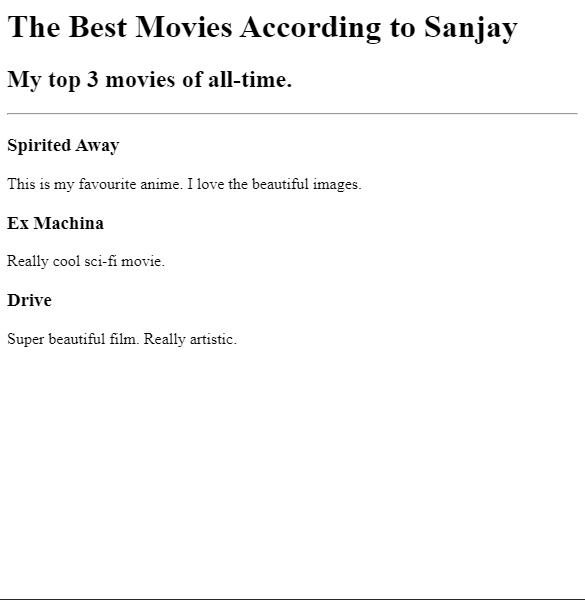 The Best Movies According to Sanjay
My top 3 movies of all-time.
Spirited Away
This is my favourite anime. I love the beautiful images.
Ex Machina
Really cool sci-fi movie.
Drive
Super beautiful film. Really artistic.